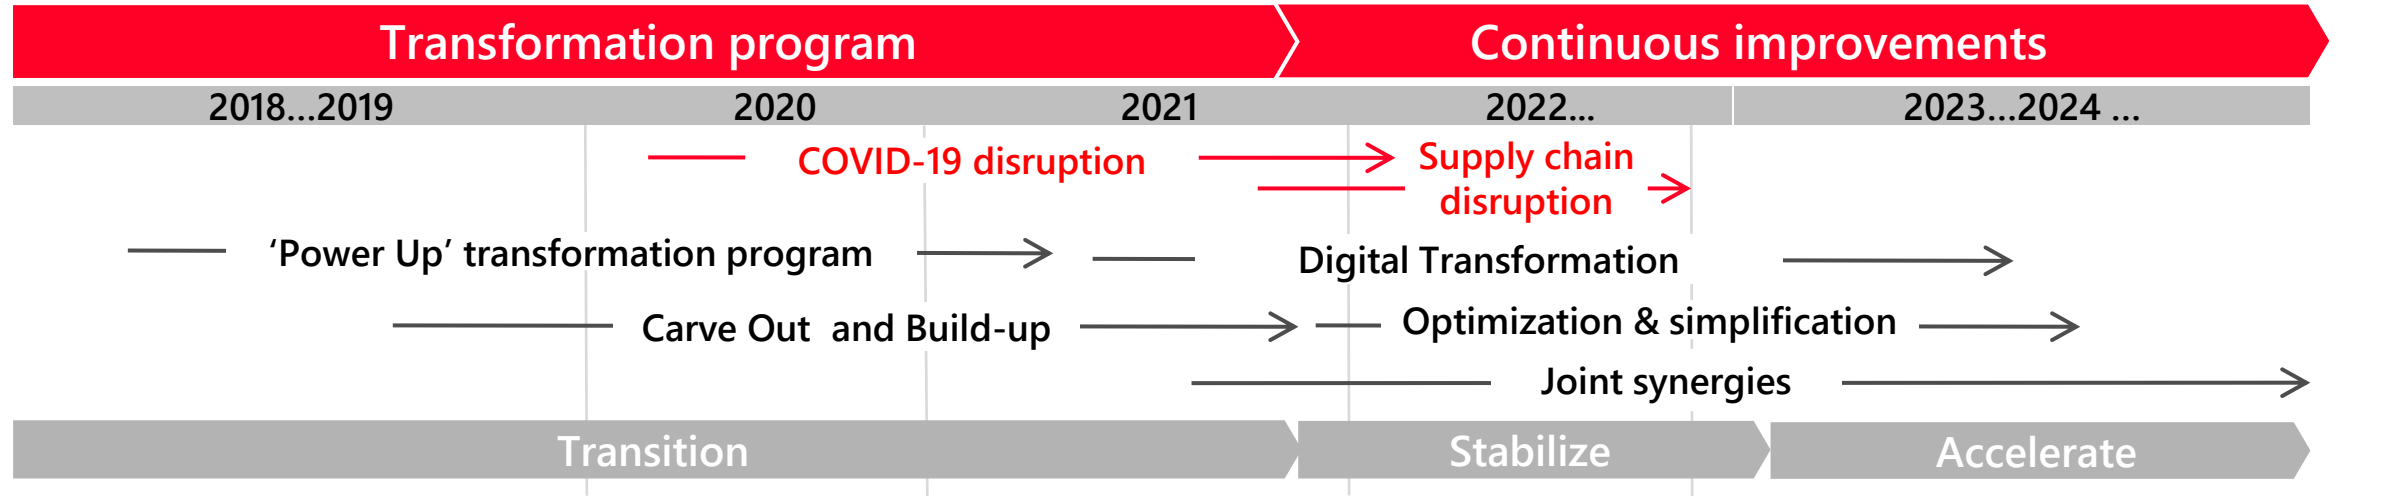 Transformation program
Continuous improvements
2018...2019
2020
2021
2022...
2023...2024 ...
COVID-19 disruption
Supply chain
disruption
‘Power Up’ transformation program
Digital Transformation
Carve Out  and Build-up
Optimization & simplification
Joint synergies
Transition
Stabilize
Accelerate